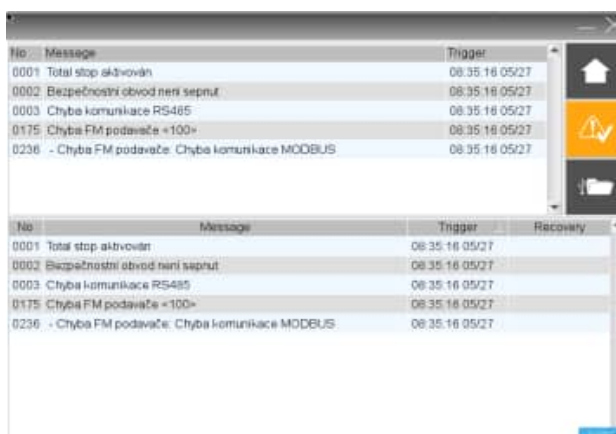 No Message Trigger
0001 Total stop aktivován 08:35:16 05/27
0002 Bezpečnostní obvod není sepnut 08:35:16 05/27
0003 Chyba komunikace RS485 08:35:16 05/27
0175 Chyba FM podavače <100> 08:35:16 05/27
0236 - Chyba FM podavače: Chyba komunikace MODBUS 08:35:16 05/27
No Message Trigger Recovery
0001 Total stop aktivován 08:35:16 05/27
0002 Bezpečnostní obvod není sepnut 08:35:16 05/27
0003 Chyba komunikace RS485 08:35:16 05/27
0175 Chyba FM podavače <100> 08:35:16 05/27
0236 - Chyba FM podavače: Chyba komunikace MODBUS 08:35:16 05/27